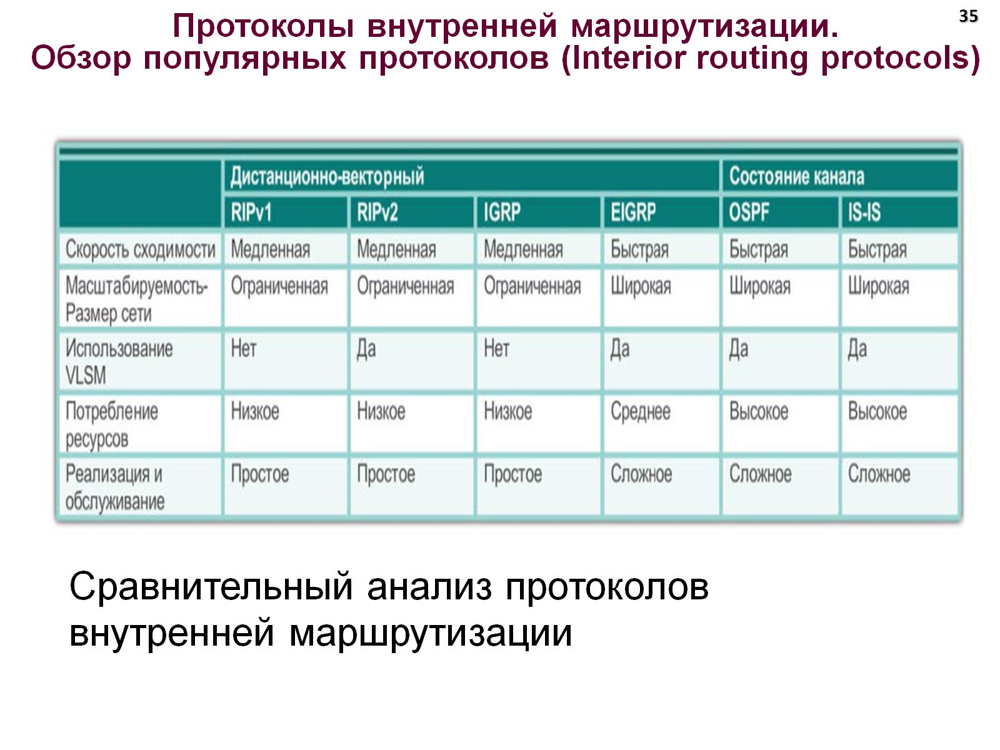 35
Протоколы внутренней маршрутизации.
Обзор популярных протоколов (Interior routing protocols)
Дистанционно-векторный Состояние канала
RIPv1 RIPv2 IGRP EIGRP OSPF IS-IS
Скорость сходимости Медленная Медленная Медленная Быстрая Быстрая Быстрая
Масштабируемость- Ограниченная Ограниченная Ограниченная Широкая Широкая Широкая
Размер сети
Использование Нет Да Нет Да Да Да
VLSM
Потребление Низкое Низкое Низкое Среднее Высокое Высокое
ресурсов
Реализация и Простое Простое Простое Сложное Сложное Сложное
обслуживание
Сравнительный анализ протоколов
внутренней маршрутизации